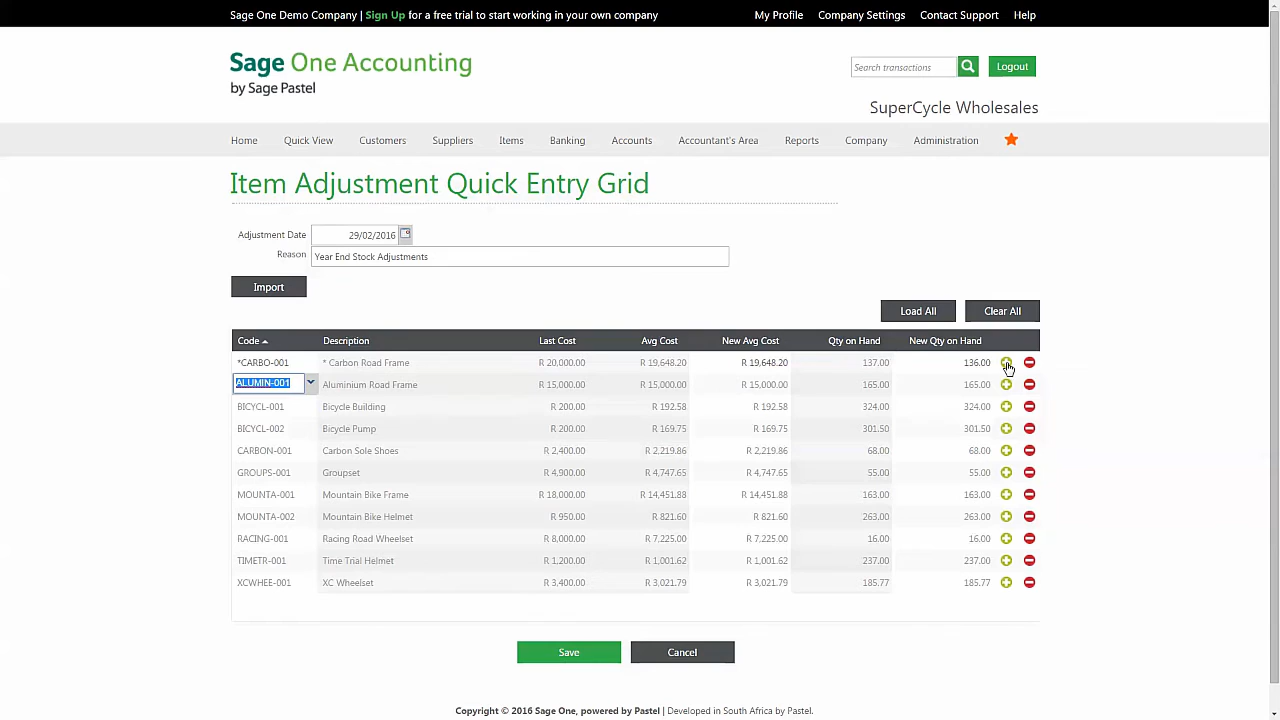 Sage One Demo Company | Sign Up for a free trial to start working in your own company My Profile Company Settings Contact Support Help
Sage One Accounting
by Sage Pastel
Search transactions Logout
SuperCycle Wholesales
Home Quick View Customers Suppliers Items Banking Accounts Accountant's Area Reports Company Administration
Item Adjustment Quick Entry Grid
Adjustment Date 29/02/2016
Reason Year End Stock Adjustments
Import
Load All Clear All
Code Description Last Cost Avg Cost New Avg Cost Qty on Hand New Qty on Hand
*CARBO-001 * Carbon Road Frame R 20,000.00 R 19,648.20 R 19,648.20 137.00 136.00
ALUMIN-001 Aluminium Road Frame R 15,000.00 R 15,000.00 R 15,000.00 165.00 165.00
BICYCL-001 Bicycle Building R 200.00 R 192.58 R 192.58 324.00 324.00
BICYCL-002 Bicycle Pump R 200.00 R 169.75 R 169.75 301.50 301.50
CARBON-001 Carbon Sole Shoes R 2,400.00 R 2,219.86 R 2,219.86 68.00 68.00
GROUPS-001 Groupset R 4,900.00 R 4,747.65 R 4,747.65 55.00 55.00
MOUNTA-001 Mountain Bike Frame R 18,000.00 R 14,451.88 R 14,451.88 163.00 163.00
MOUNTA-002 Mountain Bike Helmet R 950.00 R 821.60 R 821.60 263.00 263.00
RACING-001 Racing Road Wheelset R 8,000.00 R 7,225.00 R 7,225.00 16.00 16.00
TIMETR-001 Time Trial Helmet R 1,200.00 R 1,001.62 R 1,001.62 237.00 237.00
XCWHEE-001 XC Wheelset R 3,400.00 R 3,021.79 R 3,021.79 185.77 185.77
Save Cancel
Copyright © 2016 Sage One, powered by Pastel | Developed in South Africa by Pastel.